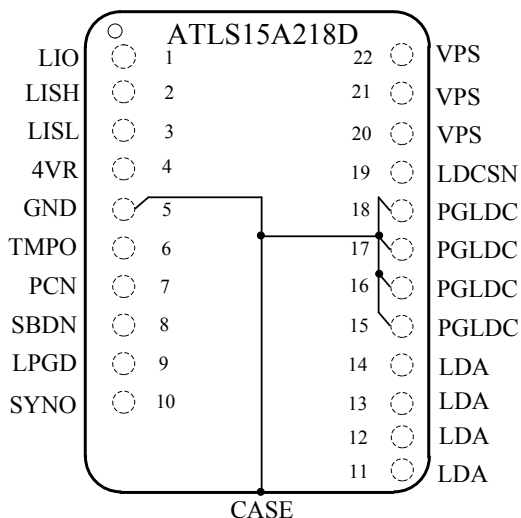 ATLS15A218D
LIO 1 22 VPS
LISH 2 21 VPS
LISL 3 20 VPS
4VR 4 19 LDCSN
GND 5 18 PGLDC
TMPO 6 17 PGLDC
PCN 7 16 PGLDC
SBDN 8 15 PGLDC
LPGD 9 14 LDA
SYNO 10 13 LDA
12 LDA
11 LDA
CASE